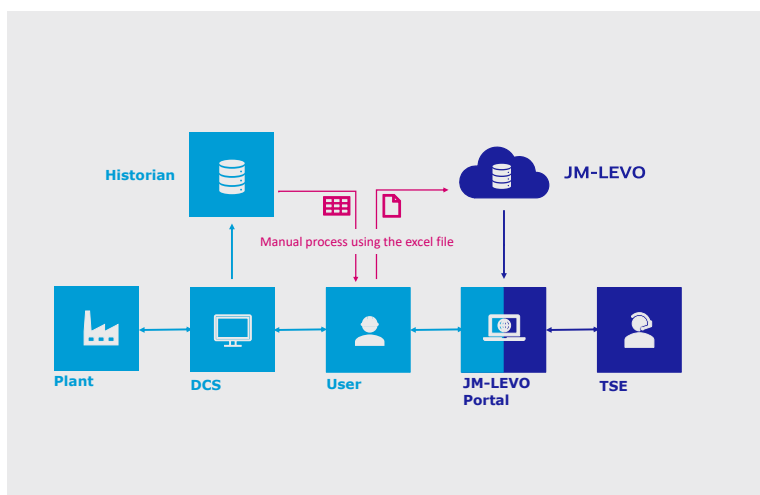 Historian
JM-LEVO
Manual process using the excel file
Plant
DCS
User
JM-LEVO
Portal
TSE